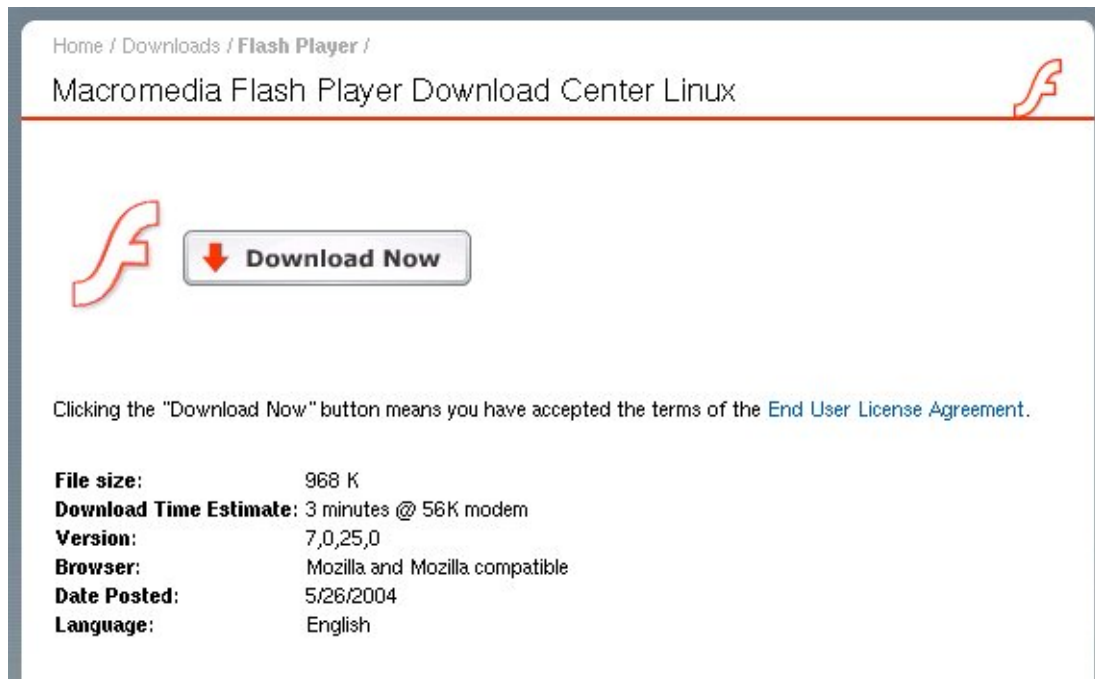 Home / Downloads / Flash Player /
Macromedia Flash Player Download Center Linux
Download Now
Clicking the "Download Now" button means you have accepted the terms of the End User License Agreement.
File size: 968 K
Download Time Estimate: 3 minutes @ 56K modem
Version: 7,0,25,0
Browser: Mozilla and Mozilla compatible
Date Posted: 5/26/2004
Language: English